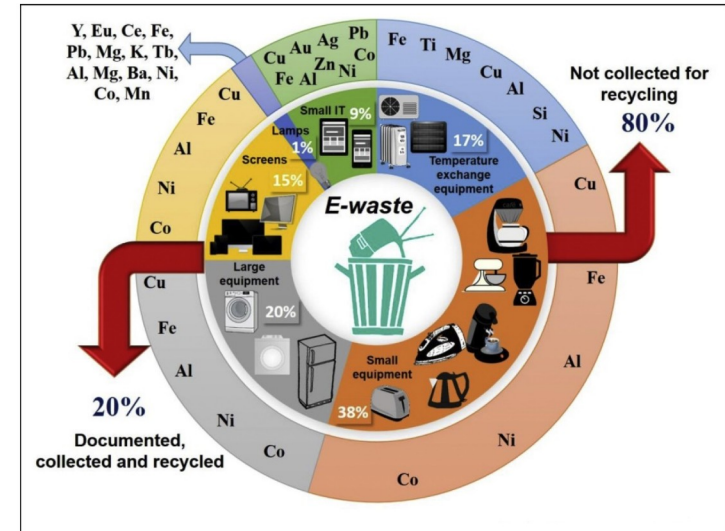 Y, Eu, Ce, Fe,
Pb, Mg, K, Tb,
Al, Mg, Ba, Ni,
Co, Mn
Cu
Au
Ag
Pb
Fe
Al
Zn
Ni
Co
Fe
Ti
Mg
Cu
Al
Si
Ni
Not collected for
recycling
80%
Cu
Fe
Al
Ni
Co
Small IT
9%
Lamps
1%
Screens
15%
17%
Temperature
exchange
equipment
E-waste
Large
equipment
20%
Small
equipment
38%
Cu
Fe
Al
Ni
Co
Cu
Fe
Al
Ni
Co
20%
Documented,
collected and recycled